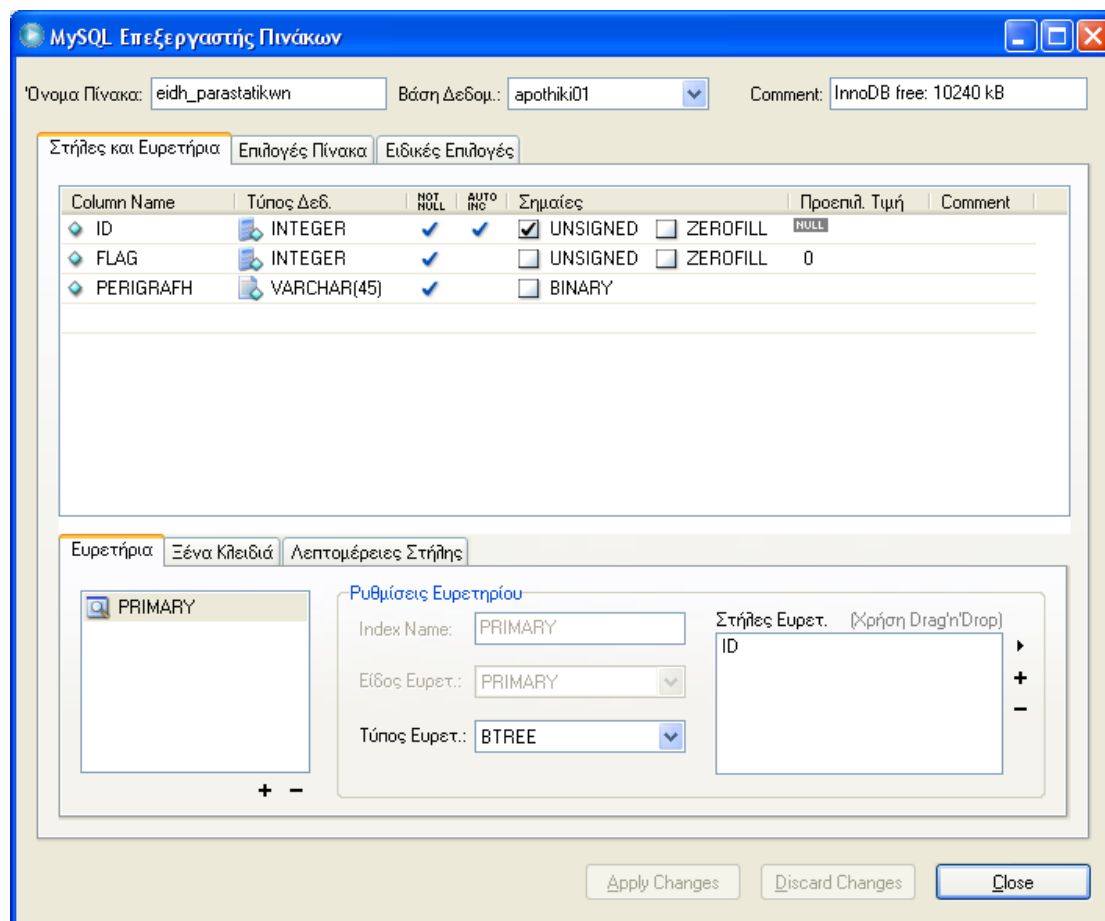 MySQL Επεξεργαστής Πινάκων
Όνομα Πίνακα: eidh_parastatikwn Βάση Δεδομ.: apothiki01 Comment: InnoDB free: 10240 kB
Στήλες και Ευρετήρια Επιλογές Πίνακα Ειδικές Επιλογές
Column Name Τύπος Δεδ. NOT NULL AUTO INC Σημαίες Προεπιλ. Τιμή Comment
ID INTEGER UNSIGNED ZEROFILL NULL
FLAG INTEGER UNSIGNED ZEROFILL 0
PERIGRAFH VARCHAR(45) BINARY
Ευρετήρια Ξένα Κλειδιά Λεπτομέρειες Στήλης
PRIMARY
Ρυθμίσεις Ευρετηρίου
Index Name: PRIMARY
Είδος Ευρετ.: PRIMARY
Τύπος Ευρετ.: BTREE
Στήλες Ευρετ. (Χρήση Drag'n'Drop)
ID
Apply Changes Discard Changes Close